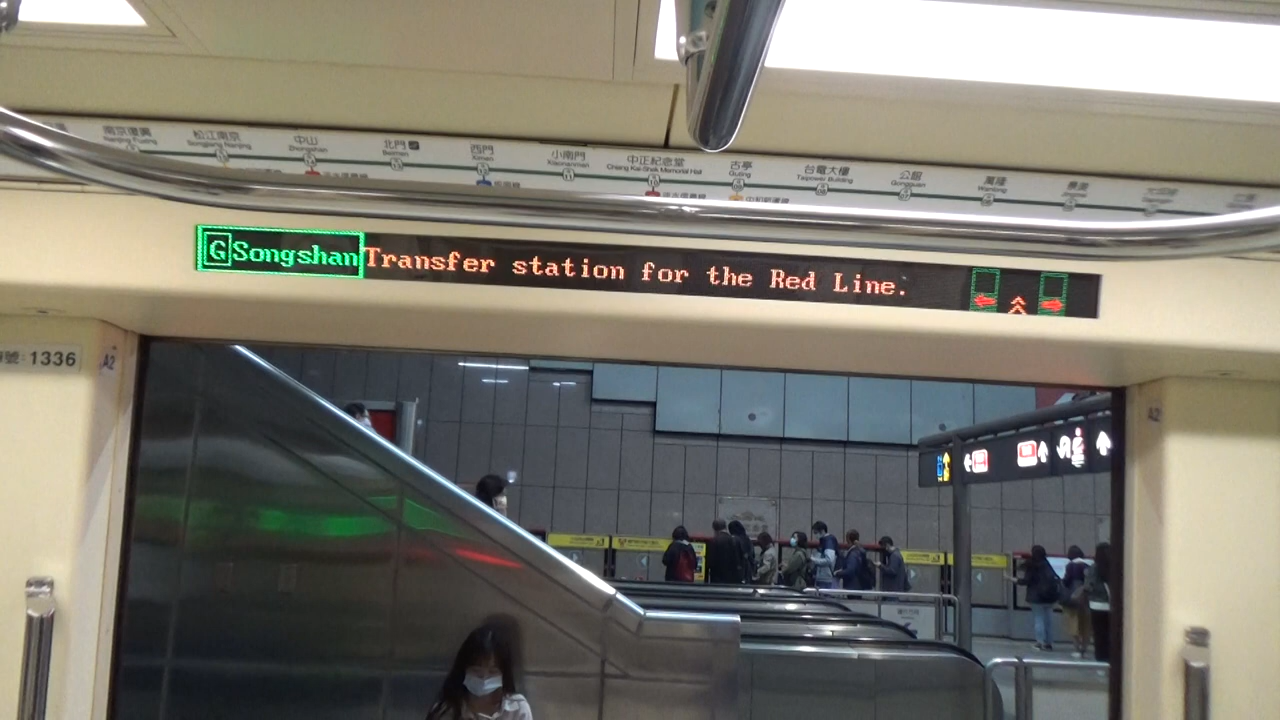 南京復興
Nanjing Fuxing
松江南京
Songjiang Nanjing
中山
Zhongshan
北門
Beimen
西門
Ximen
小南門
Xiaonanmen
中正紀念堂
Chiang Kai-Shek Memorial Hall
古亭
Guting
台電大樓
Taipower Building
公館
Gongguan
萬隆
Wanlong
景美
G Songshan Transfer station for the Red Line.
號:1336
A2
A2